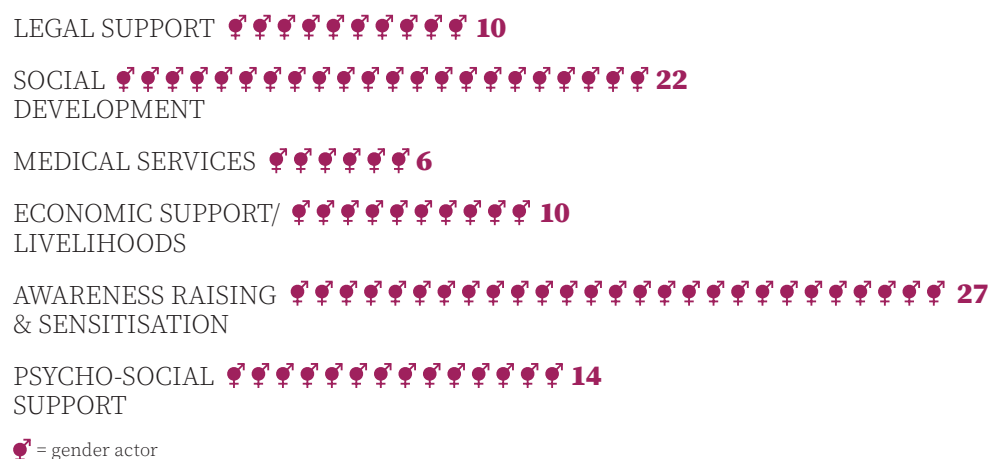 LEGAL SUPPORT 10
SOCIAL 22
DEVELOPMENT
MEDICAL SERVICES 6
ECONOMIC SUPPORT/ 10
LIVELIHOODS
AWARENESS RAISING 27
& SENSITISATION
PSYCHO-SOCIAL 14
SUPPORT
= gender actor